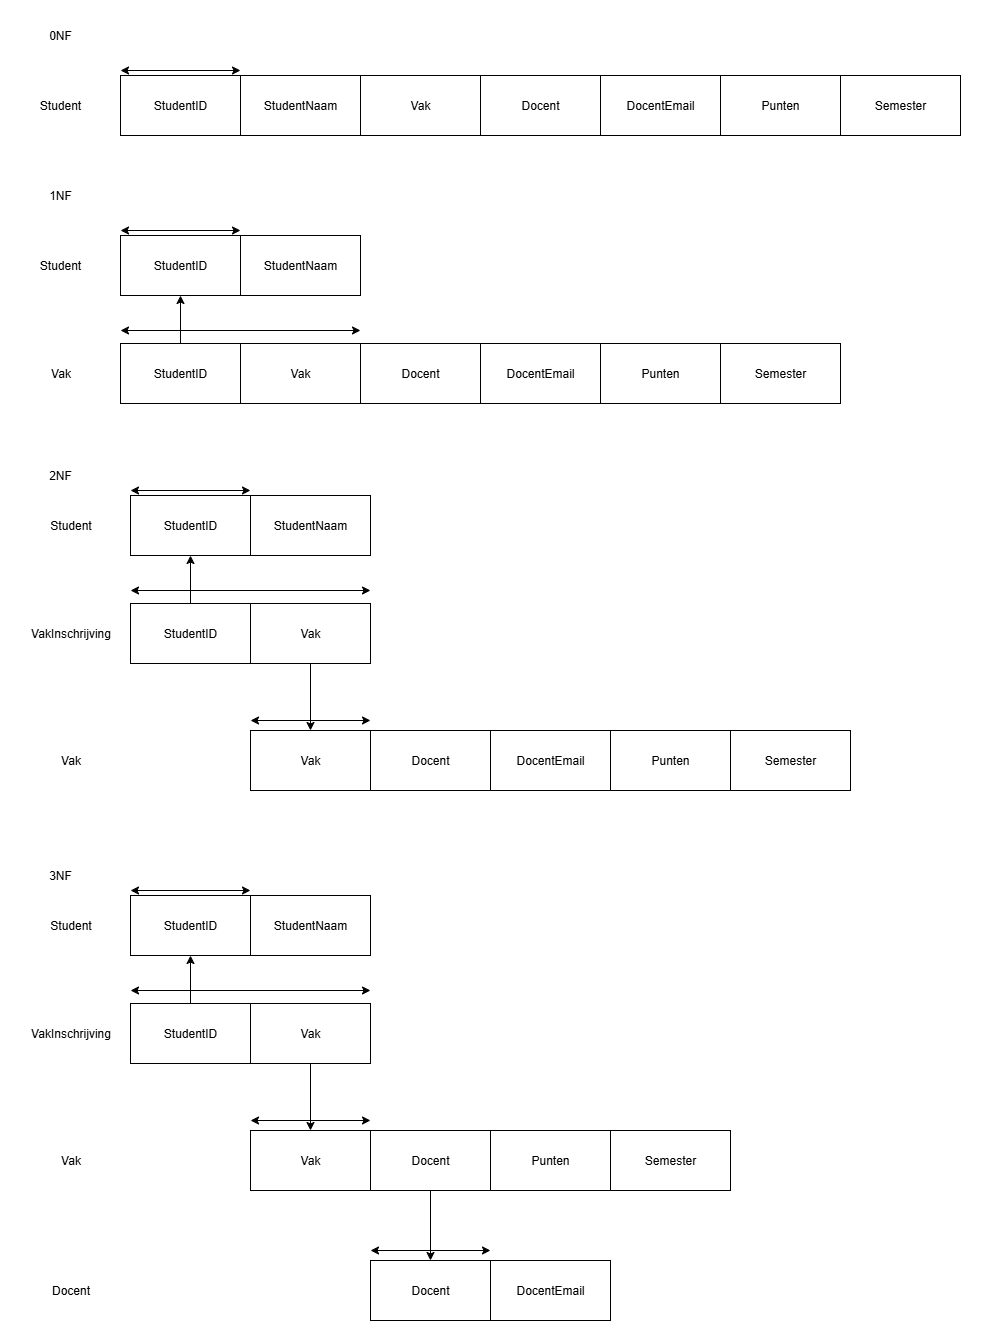 0NF
Student StudentID StudentNaam Vak Docent DocentEmail Punten Semester
1NF
Student StudentID StudentNaam
Vak StudentID Vak Docent DocentEmail Punten Semester
2NF
Student StudentID StudentNaam
VakInschrijving StudentID Vak
Vak Vak Docent DocentEmail Punten Semester
3NF
Student StudentID StudentNaam
VakInschrijving StudentID Vak
Vak Vak Docent Punten Semester
Docent Docent DocentEmail